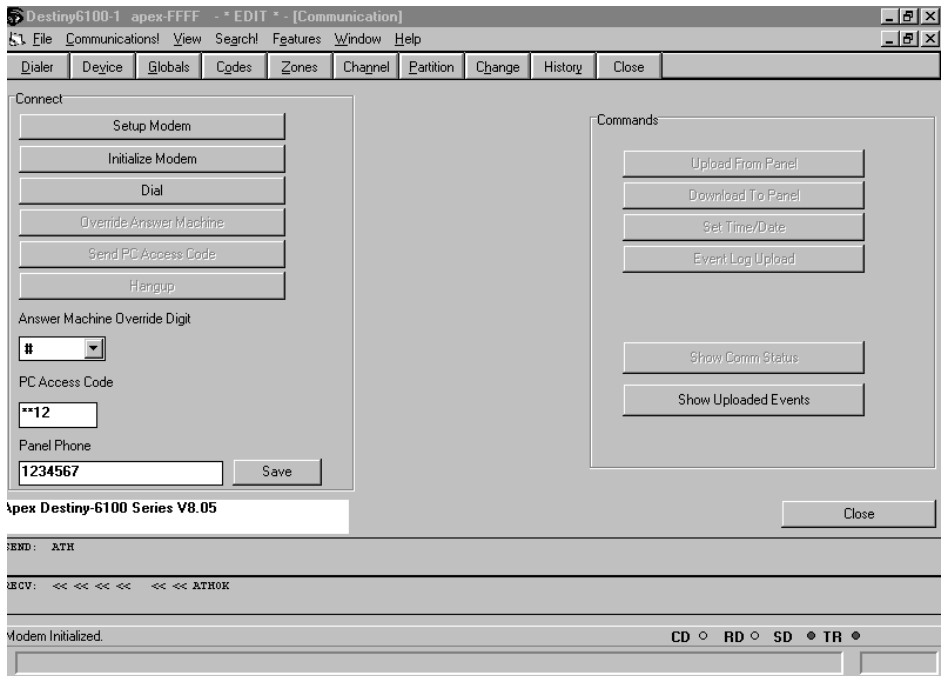 Destiny6100-1 apex-FFFF - * EDIT * - [Communication]
File Communications! View Search! Features Window Help
Dialer Device Globals Codes Zones Channel Partition Change History Close
Connect
Setup Modem
Initialize Modem
Dial
Override Answer Machine
Send PC Access Code
Hangup
Answer Machine Override Digit
#
PC Access Code
**12
Panel Phone
1234567 Save
Commands
Upload From Panel
Download To Panel
Set Time/Date
Event Log Upload
Show Comm Status
Show Uploaded Events
Apex Destiny-6100 Series V8.05
Close
SEND: ATH
RECV: << << << << << << ATH0K
Modem Initialized.
CD RD SD TR